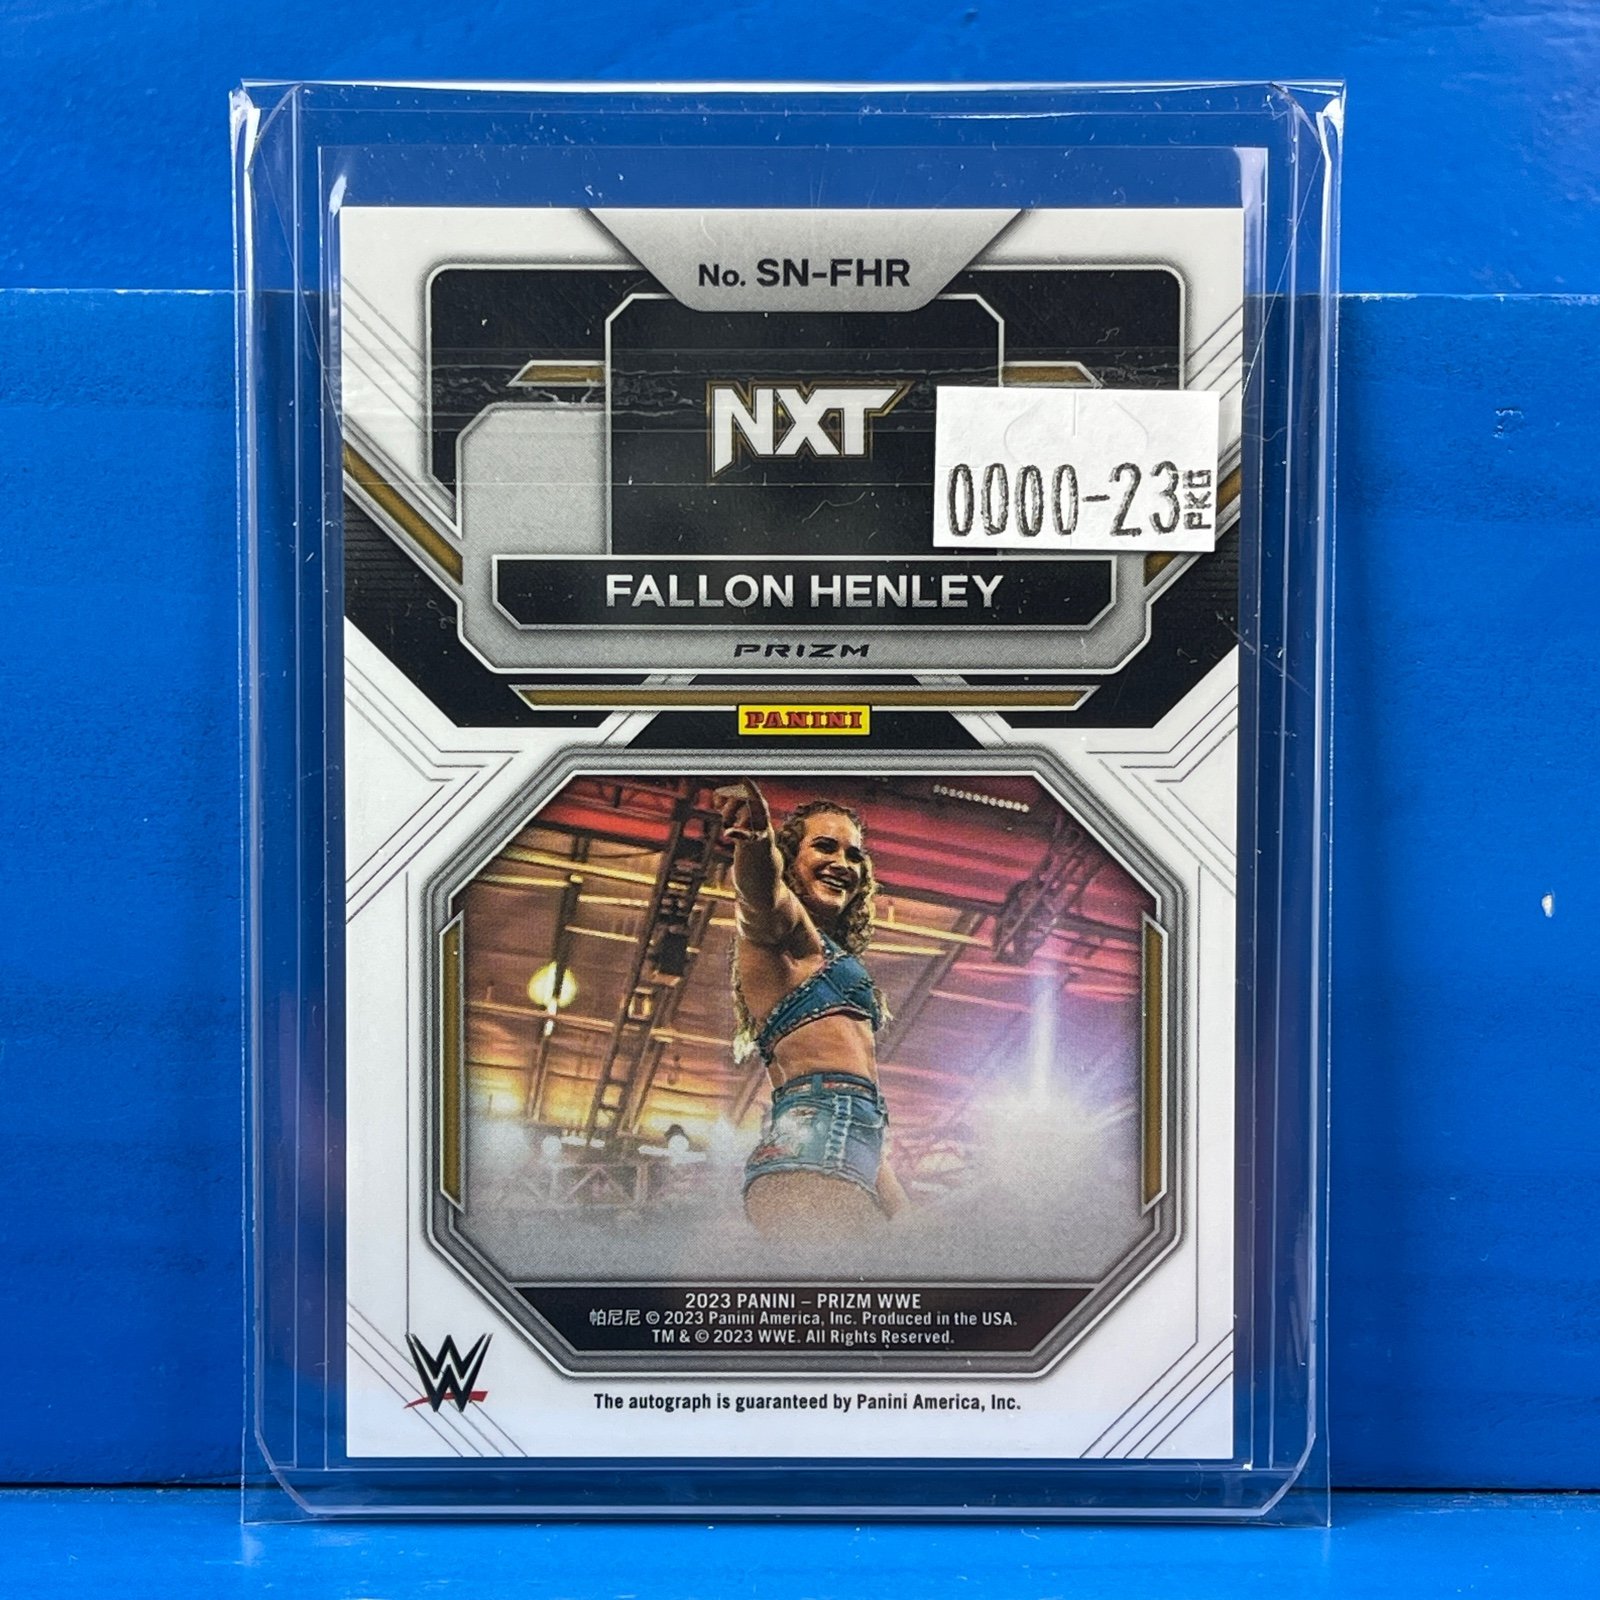 No. SN-FHR
NXT
0000-23 PKG
FALLON HENLEY
PRIZM
PANINI
2023 PANINI – PRIZM WWE
帕尼尼 © 2023 Panini America, Inc. Produced in the USA.
TM & © 2023 WWE. All Rights Reserved.
W
The autograph is guaranteed by Panini America, Inc.